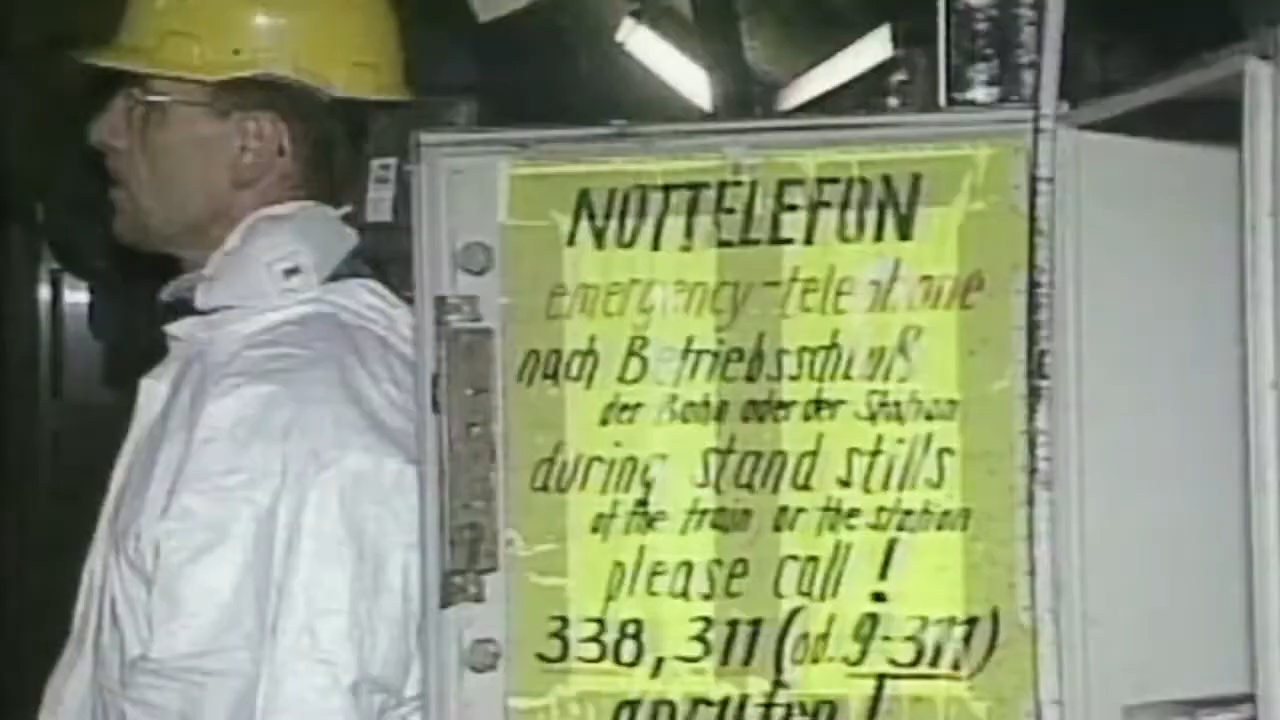 NOTTELEFON
emergency-telephone
nach Betriebsschluß
der Bahn oder der Station
during stand stills
of the train or the station
please call!
338,311 (od. 9-311)
anrufen!